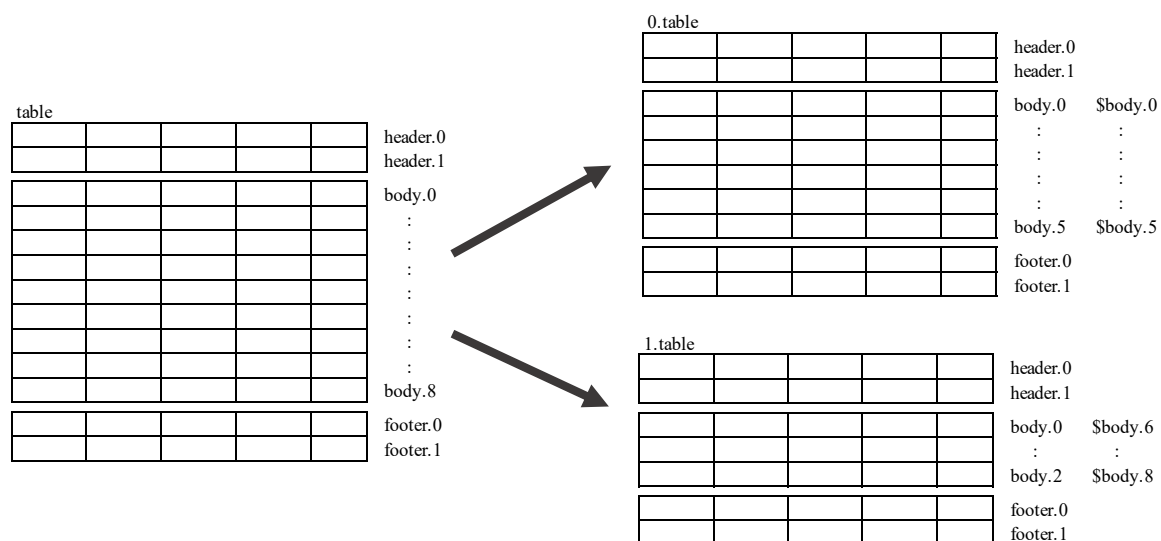 table
header.0
header.1
body.0
:
:
:
:
:
:
:
body.8
footer.0
footer.1
0.table
header.0
header.1
body.0 $body.0
: :
: :
: :
: :
body.5 $body.5
footer.0
footer.1
1.table
header.0
header.1
body.0 $body.6
: :
body.2 $body.8
footer.0
footer.1